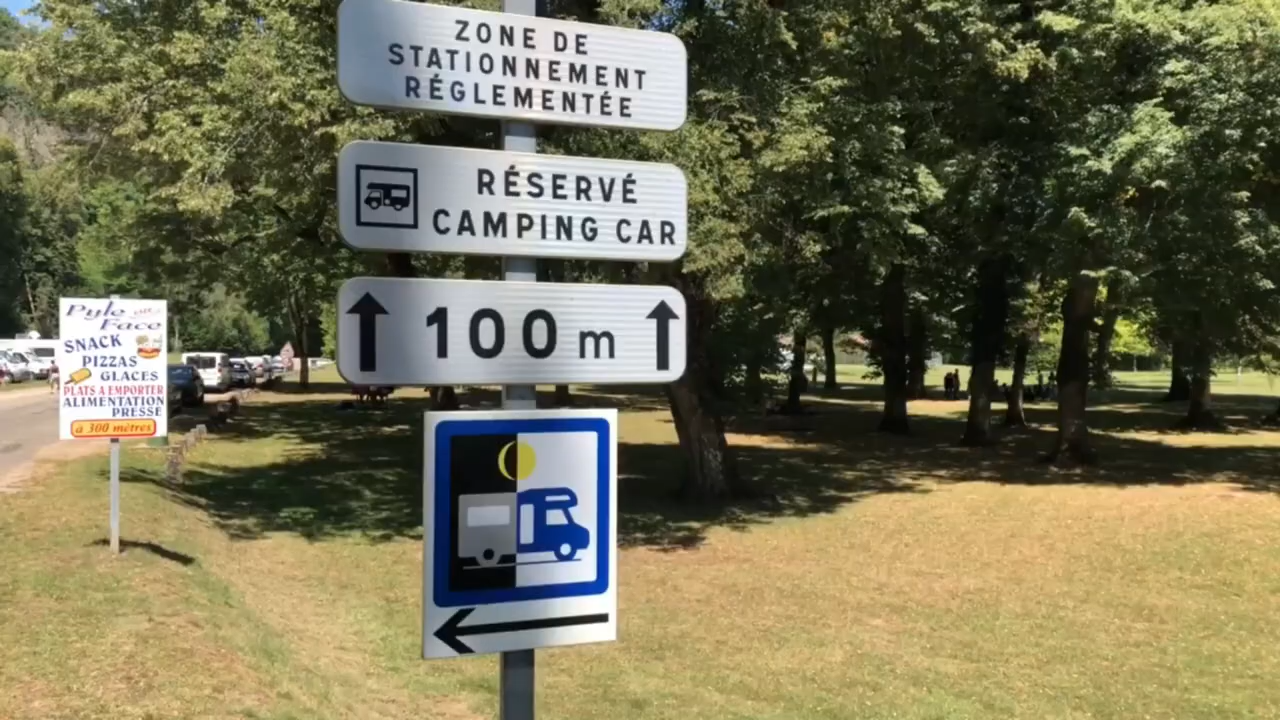 ZONE DE
STATIONNEMENT
RÉGLEMENTÉE
RÉSERVÉ
CAMPING CAR
100 m
Pyle
Face
SNACK
PIZZAS
GLACES
PLATS A EMPORTER
ALIMENTATION
PRESSE
à 300 mètres